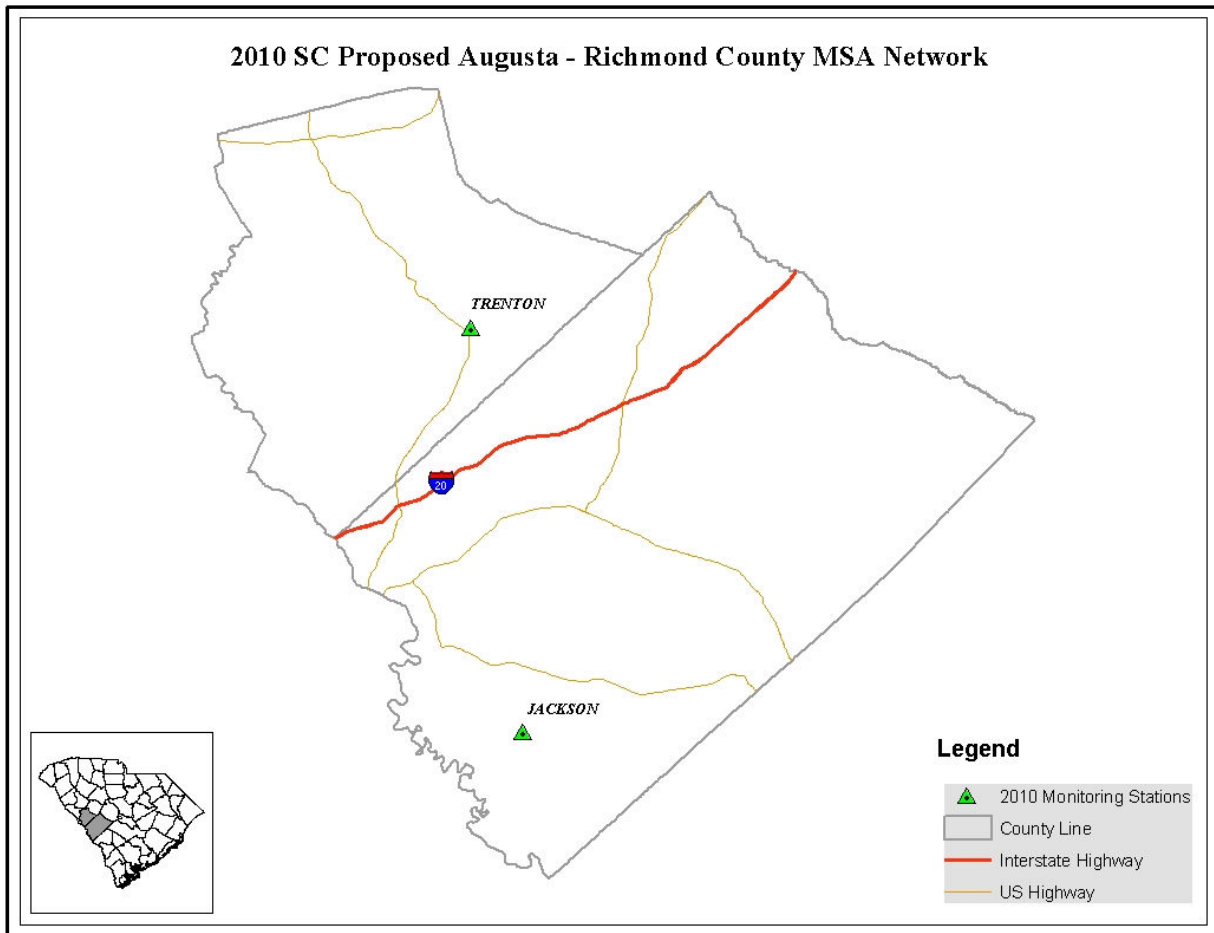 2010 SC Proposed Augusta - Richmond County MSA Network
TRENTON
20
JACKSON
Legend
2010 Monitoring Stations
County Line
Interstate Highway
US Highway